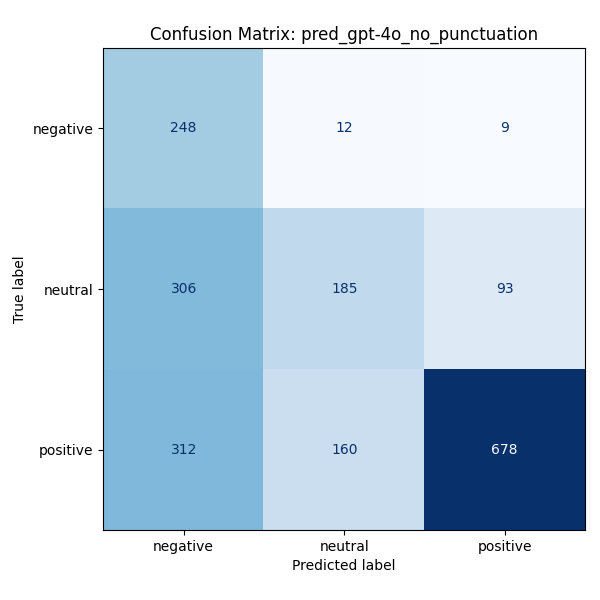 Confusion Matrix: pred_gpt-4o_no_punctuation
negative 248 12 9
neutral 306 185 93
positive 312 160 678
negative neutral positive
Predicted label
True label